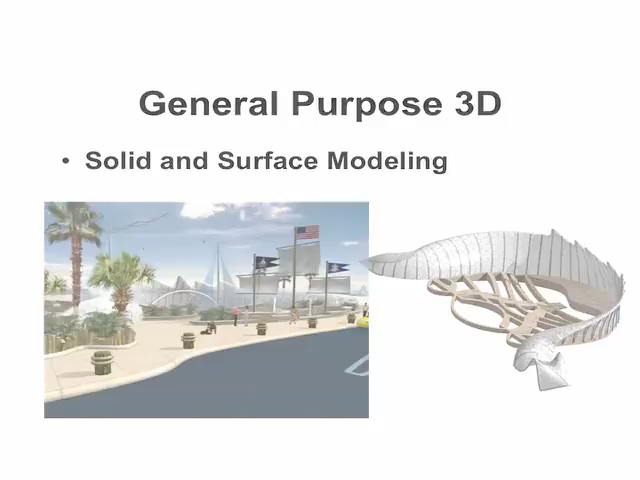 General Purpose 3D
• Solid and Surface Modeling